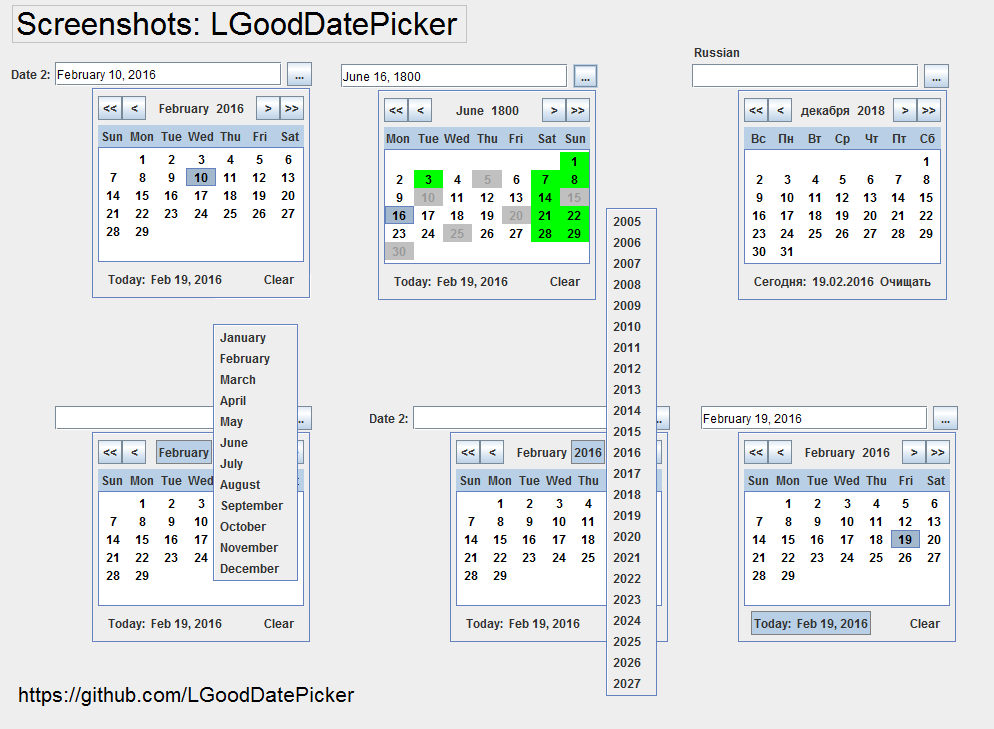 Screenshots: LGoodDatePicker
Date 2: February 10, 2016 ...
<< < February 2016 > >>
Sun Mon Tue Wed Thu Fri Sat
1 2 3 4 5 6
7 8 9 10 11 12 13
14 15 16 17 18 19 20
21 22 23 24 25 26 27
28 29
Today: Feb 19, 2016 Clear
June 16, 1800 ...
<< < June 1800 > >>
Mon Tue Wed Thu Fri Sat Sun
1
2 3 4 5 6 7 8
9 10 11 12 13 14 15
16 17 18 19 20 21 22
23 24 25 26 27 28 29
30
Today: Feb 19, 2016 Clear
Russian
...
<< < декабря 2018 > >>
Вс Пн Вт Ср Чт Пт Сб
1
2 3 4 5 6 7 8
9 10 11 12 13 14 15
16 17 18 19 20 21 22
23 24 25 26 27 28 29
30 31
Сегодня: 19.02.2016 Очищать
..
<< < February
Sun Mon Tue Wed
1 2 3
7 8 9 10
14 15 16 17
21 22 23 24
28 29
Today: Feb 19, 2016 Clear
January
February
March
April
May
June
July
August
September
October
November
December
Date 2: ..
<< < February 2016
Sun Mon Tue Wed Thu
1 2 3 4
7 8 9 10 11
14 15 16 17 18
21 22 23 24 25
28 29
Today: Feb 19, 2016
2005
2006
2007
2008
2009
2010
2011
2012
2013
2014
2015
2016
2017
2018
2019
2020
2021
2022
2023
2024
2025
2026
2027
February 19, 2016 ...
<< < February 2016 > >>
Sun Mon Tue Wed Thu Fri Sat
1 2 3 4 5 6
7 8 9 10 11 12 13
14 15 16 17 18 19 20
21 22 23 24 25 26 27
28 29
Today: Feb 19, 2016 Clear
https://github.com/LGoodDatePicker